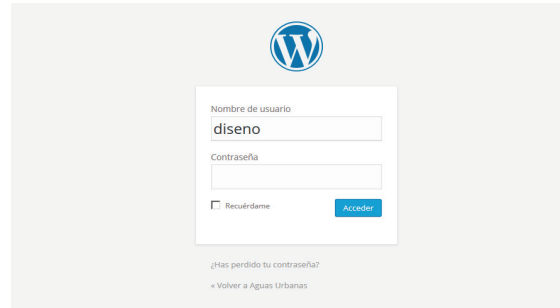 Nombre de usuario
diseno
Contraseña
Recuérdame
Acceder
¿Has perdido tu contraseña?
« Volver a Aguas Urbanas